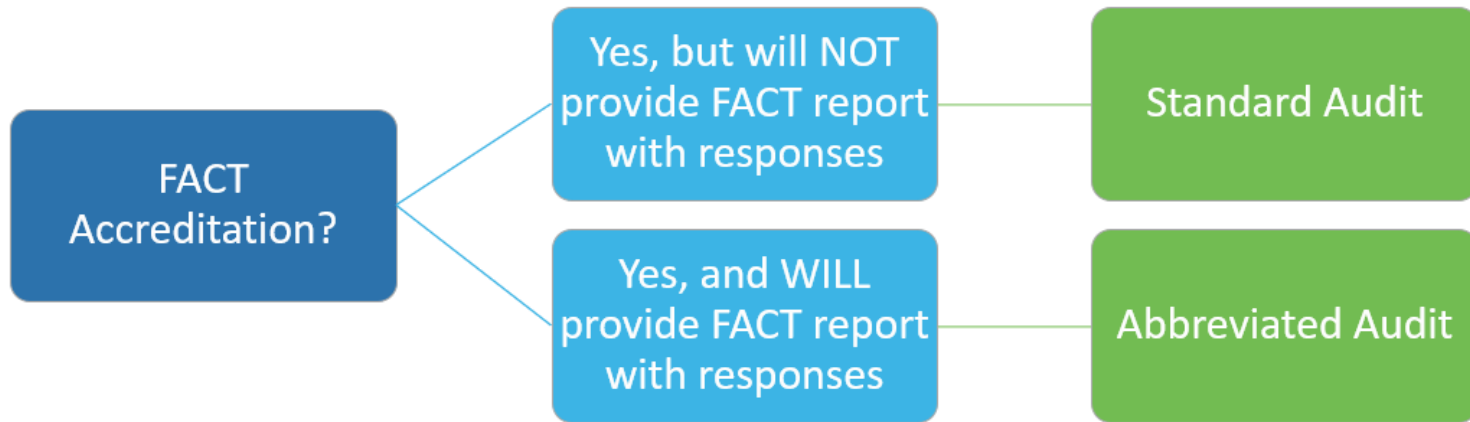 FACT
Accreditation?
Yes, but will NOT
provide FACT report
with responses
Standard Audit
Yes, and WILL
provide FACT report
with responses
Abbreviated Audit